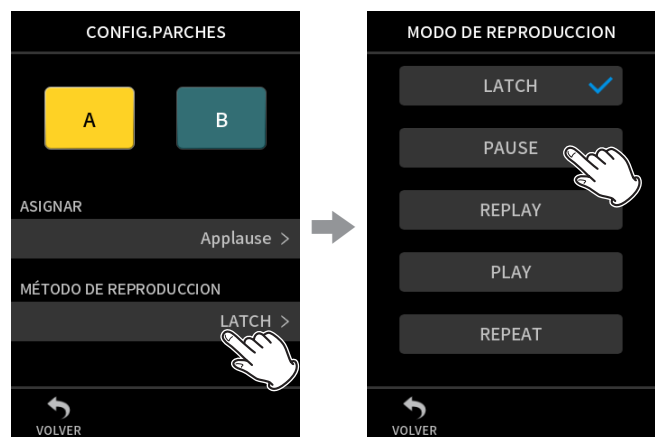 CONFIG.PARCHES
A
B
ASIGNAR
Applause >
MÉTODO DE REPRODUCCION
LATCH >
VOLVER
MODO DE REPRODUCCION
LATCH
PAUSE
REPLAY
PLAY
REPEAT
VOLVER